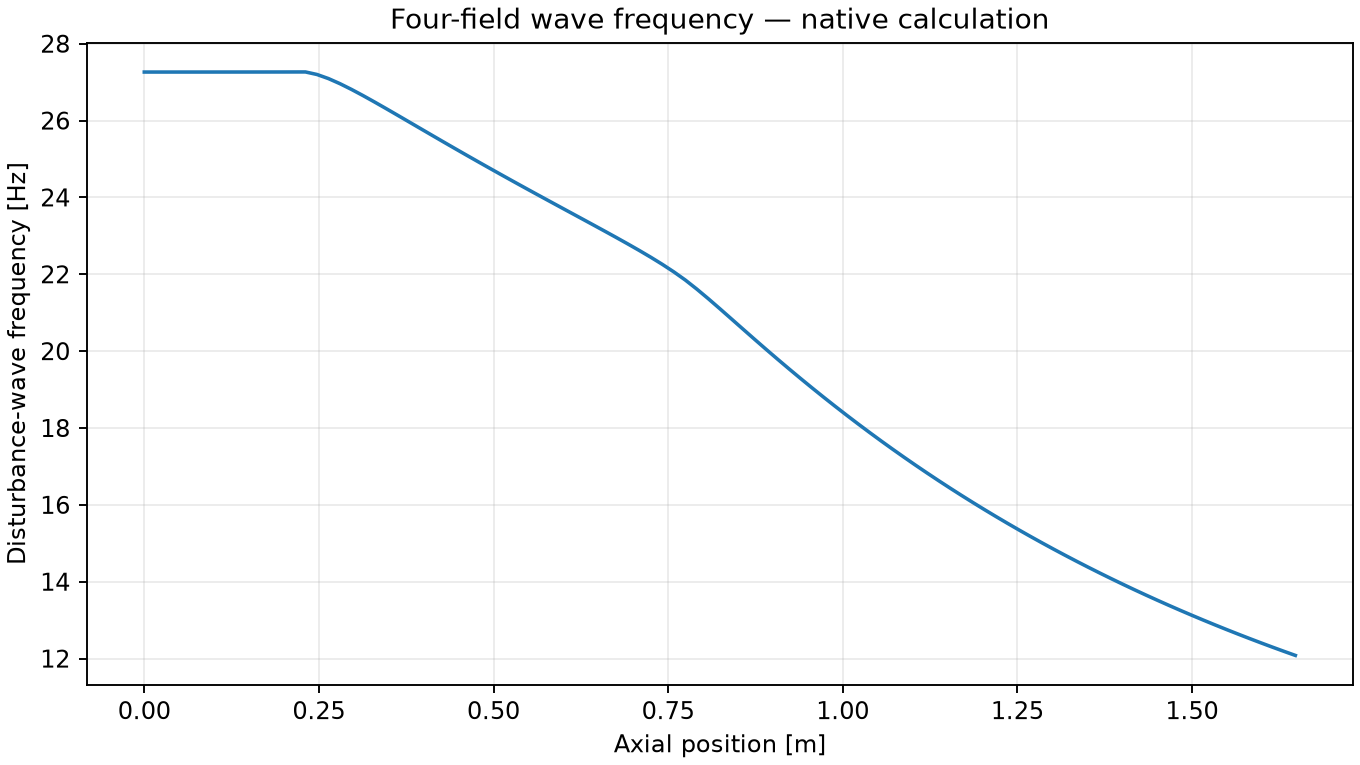 Four-field wave frequency — native calculation
Disturbance-wave frequency [Hz]
28
26
24
22
20
18
16
14
12
0.00 0.25 0.50 0.75 1.00 1.25 1.50
Axial position [m]